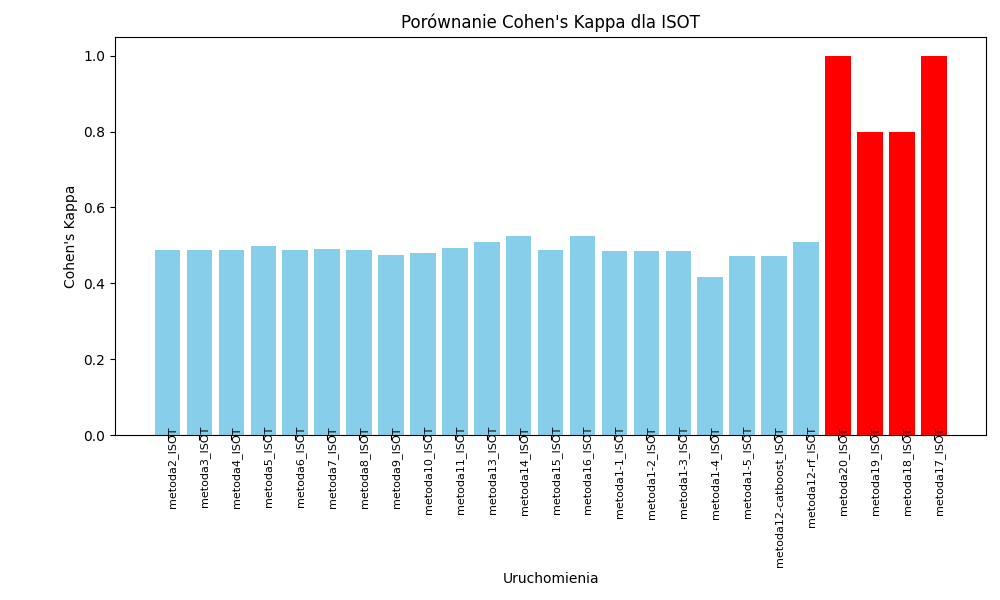 Porównanie Cohen's Kappa dla ISOT
Cohen's Kappa
1.0
0.8
0.6
0.4
0.2
0.0
metoda2_ISOT
metoda3_ISOT
metoda4_ISOT
metoda5_ISOT
metoda6_ISOT
metoda7_ISOT
metoda8_ISOT
metoda9_ISOT
metoda10_ISOT
metoda11_ISOT
metoda13_ISOT
metoda14_ISOT
metoda15_ISOT
metoda16_ISOT
metoda1-1_ISOT
metoda1-2_ISOT
metoda1-3_ISOT
metoda1-4_ISOT
metoda1-5_ISOT
metoda12-catboost_ISOT
metoda12-rf_ISOT
metoda20_ISOT
metoda19_ISOT
metoda18_ISOT
metoda17_ISOT
Uruchomienia